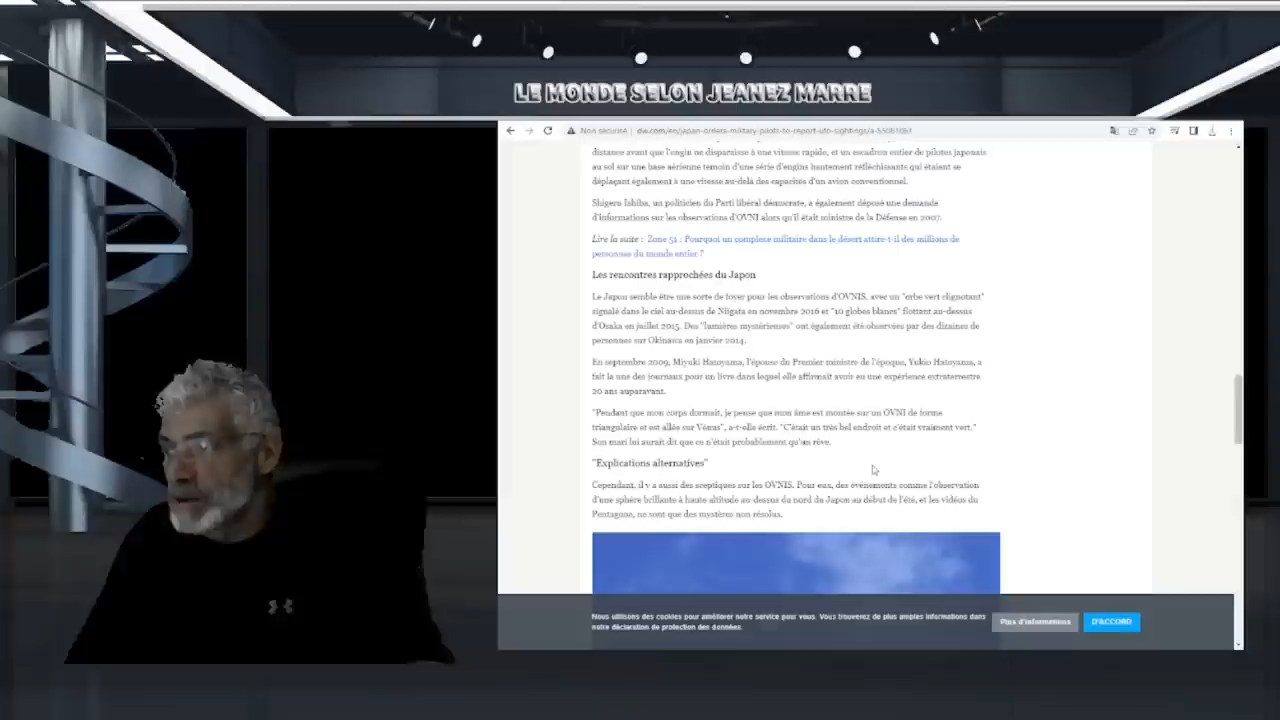 LE MONDE SELON JEANEZ MARRE
Non sécurisé | dw.com/en/japan-orders-military-pilots-to-report-ufo-sightings/a-55081061
distance avant que l'engin ne disparaisse à une vitesse rapide, et un escadron entier de pilotes japonais
au sol sur une base aérienne témoin d'une série d'engins hautement réfléchissants qui étaient se
déplaçant également à une vitesse au-delà des capacités d'un avion conventionnel.
Shigeru Ishiba, un politicien du Parti libéral démocrate, a également déposé une demande
d'informations sur les observations d'OVNI alors qu'il était ministre de la Défense en 2007.
Lire la suite : Zone 51 : Pourquoi un complexe militaire dans le désert attire-t-il des millions de
personnes du monde entier ?
Les rencontres rapprochées du Japon
Le Japon semble être une sorte de foyer pour les observations d'OVNIS, avec un "orbe vert clignotant"
signalé dans le ciel au-dessus de Niigata en novembre 2016 et "10 globes blancs" flottant au-dessus
d'Osaka en juillet 2015. Des "lumières mystérieuses" ont également été observées par des dizaines de
personnes sur Okinawa en janvier 2014.
En septembre 2009, Miyuki Hatoyama, l'épouse du Premier ministre de l'époque, Yukio Hatoyama, a
fait la une des journaux pour un livre dans lequel elle affirmait avoir eu une expérience extraterrestre
20 ans auparavant.
"Pendant que mon corps dormait, je pense que mon âme est montée sur un OVNI de forme
triangulaire et est allée sur Vénus", a-t-elle écrit. "C'était un très bel endroit et c'était vraiment vert."
Son mari lui aurait dit que ce n'était probablement qu'un rêve.
"Explications alternatives"
Cependant, il y a aussi des sceptiques sur les OVNIS. Pour eux, des événements comme l'observation
d'une sphère brillante à haute altitude au-dessus du nord du Japon au début de l'été, et les vidéos du
Pentagone, ne sont que des mystères non résolus.
Nous utilisons des cookies pour améliorer notre service pour vous. Vous trouverez de plus amples informations dans
notre déclaration de protection des données.
Plus d'informations
D'ACCORD